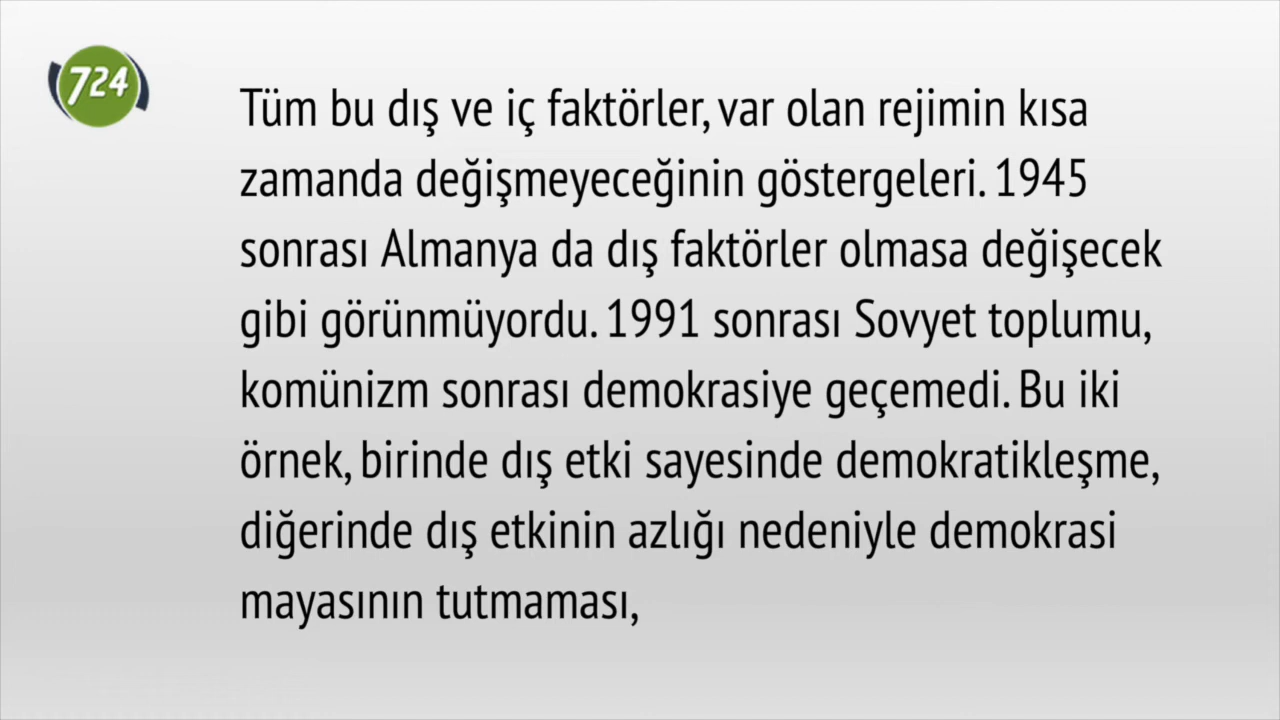 724
Tüm bu dış ve iç faktörler, var olan rejimin kısa
zamanda değişmeyeceğinin göstergeleri. 1945
sonrası Almanya da dış faktörler olmasa değişecek
gibi görünmüyordu. 1991 sonrası Sovyet toplumu,
komünizm sonrası demokrasiye geçemedi. Bu iki
örnek, birinde dış etki sayesinde demokratikleşme,
diğerinde dış etkinin azlığı nedeniyle demokrasi
mayasının tutmaması,